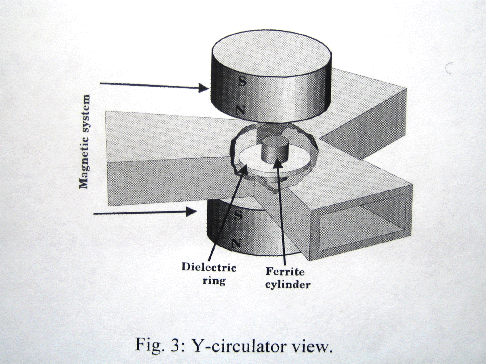 S
N
Magnetic system
S
N
Dielectric
ring
Ferrite
cylinder
Fig. 3: Y-circulator view.